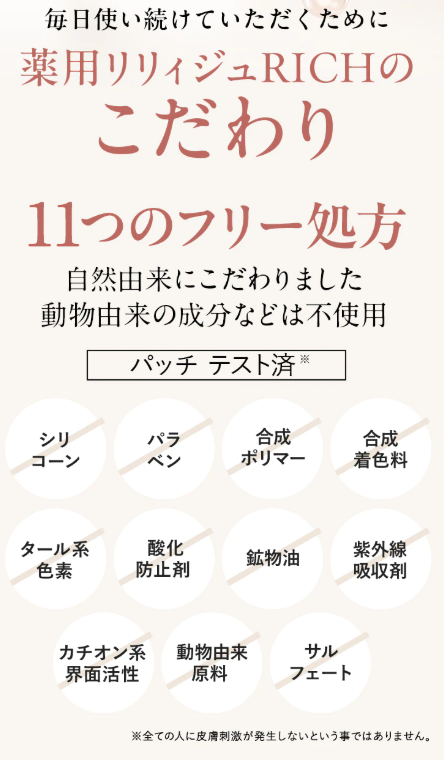 毎日使い続けていただくために
薬用リリィジュRICHの
こだわり
11つのフリー処方
自然由来にこだわりました
動物由来の成分などは不使用
パッチ テスト済※
シリ
コーン
パラ
ベン
合成
ポリマー
合成
着色料
タール系
色素
酸化
防止剤
鉱物油
紫外線
吸収剤
カチオン系
界面活性
動物由来
原料
サル
フェート
※全ての人に皮膚刺激が発生しないという事ではありません。